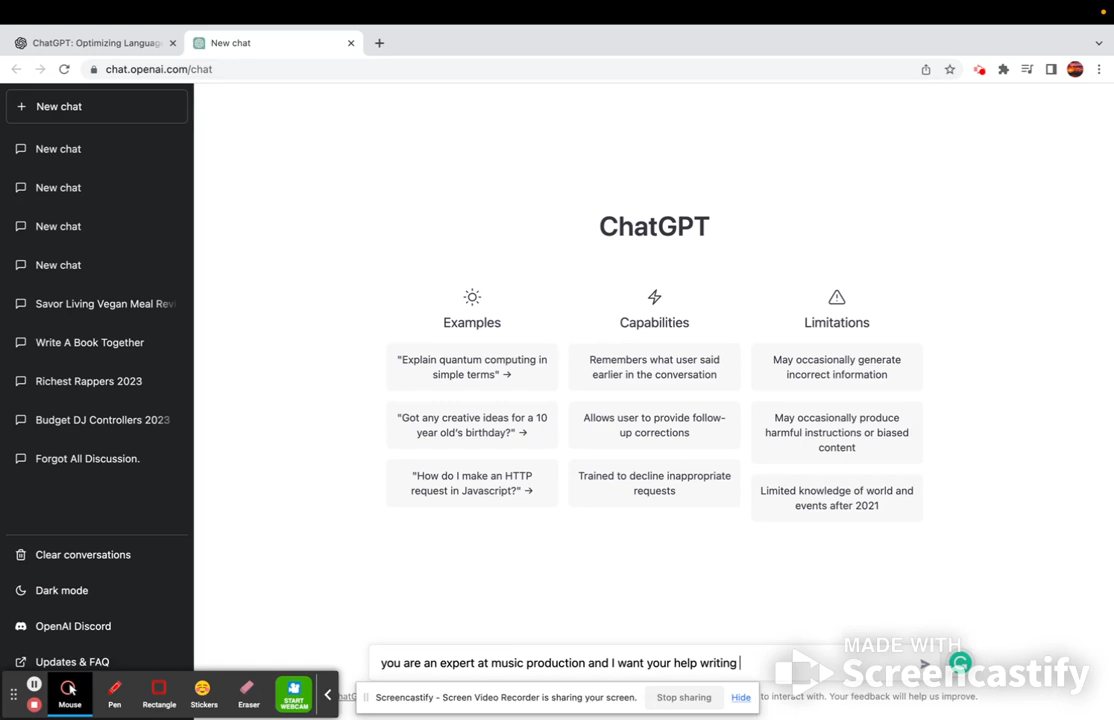 ChatGPT: Optimizing Languag
New chat
chat.openai.com/chat
New chat
New chat
New chat
New chat
New chat
Savor Living Vegan Meal Revi
Write A Book Together
Richest Rappers 2023
Budget DJ Controllers 2023
Forgot All Discussion.
Clear conversations
Dark mode
OpenAI Discord
Updates & FAQ
ChatGPT
Examples
"Explain quantum computing in
simple terms" →
"Got any creative ideas for a 10
year old's birthday?" →
"How do I make an HTTP
request in Javascript?" →
Capabilities
Remembers what user said
earlier in the conversation
Allows user to provide follow-
up corrections
Trained to decline inappropriate
requests
Limitations
May occasionally generate
incorrect information
May occasionally produce
harmful instructions or biased
content
Limited knowledge of world and
events after 2021
you are an expert at music production and I want your help writing
MADE WITH
Screencastify
Screencastify - Screen Video Recorder is sharing your screen.
Stop sharing
Hide
to interact with. Your feedback will help us improve.
Mouse
Pen
Rectangle
Stickers
START
WEBCAM
Eraser